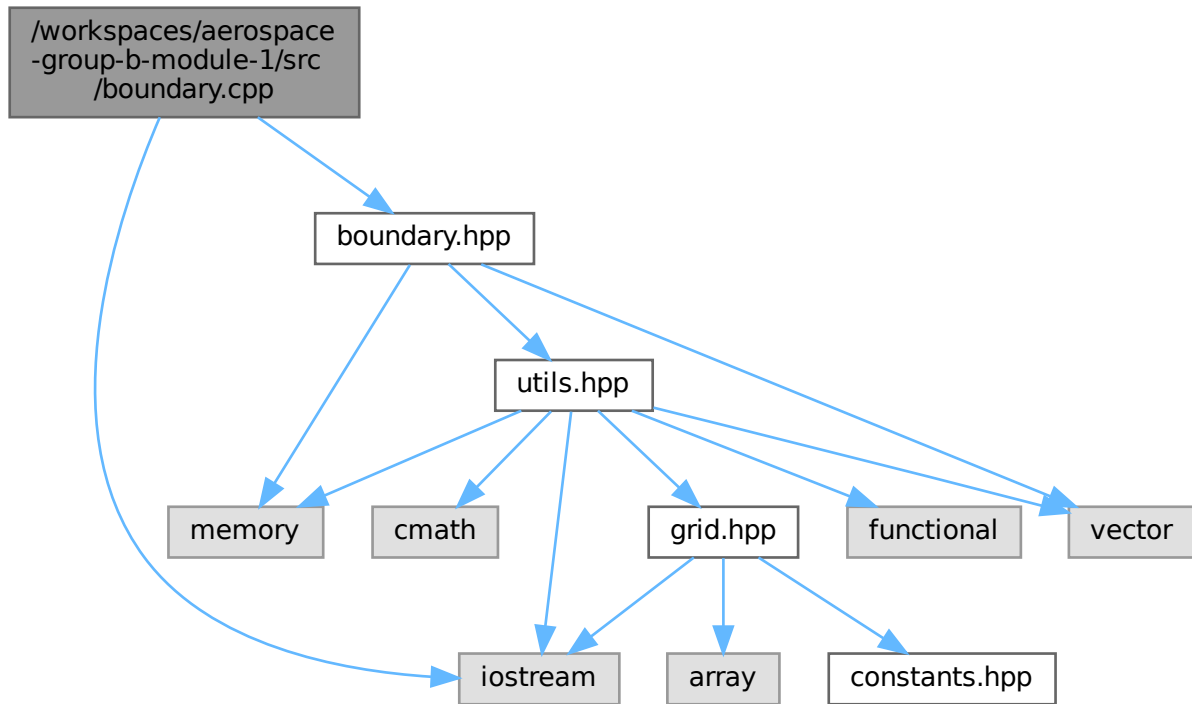 /workspaces/aerospace
-group-b-module-1/src
/boundary.cpp
boundary.hpp
utils.hpp
memory
cmath
grid.hpp
functional
vector
iostream
array
constants.hpp